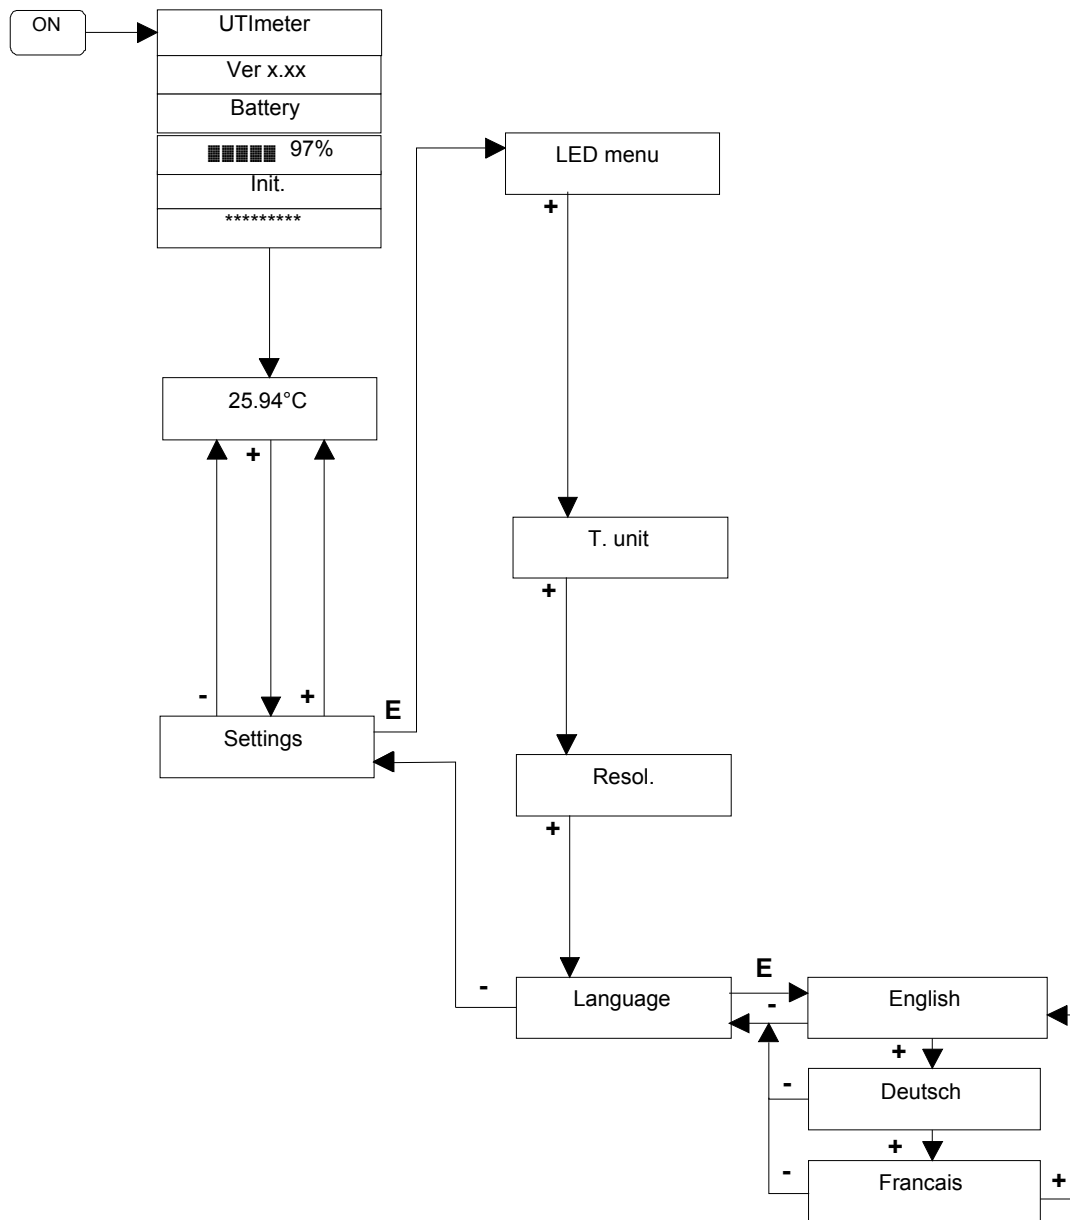 ON
UTImeter
Ver x.xx
Battery
97%
Init.
*********
25.94°C
+
-
+
Settings
E
LED menu
+
T. unit
+
Resol.
+
-
Language
E
-
English
+
-
Deutsch
+
-
Francais
+